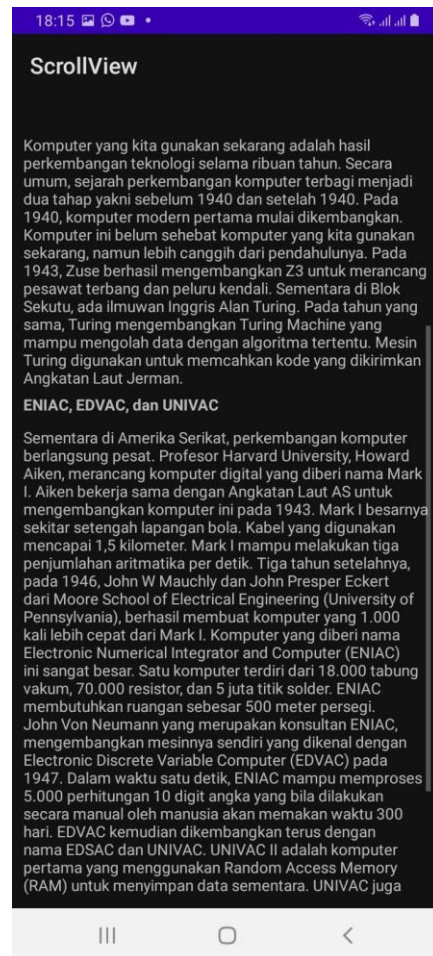 18:15
ScrollView
Komputer yang kita gunakan sekarang adalah hasil
perkembangan teknologi selama ribuan tahun. Secara
umum, sejarah perkembangan komputer terbagi menjadi
dua tahap yakni sebelum 1940 dan setelah 1940. Pada
1940, komputer modern pertama mulai dikembangkan.
Komputer ini belum sehebat komputer yang kita gunakan
sekarang, namun lebih canggih dari pendahulunya. Pada
1943, Zuse berhasil mengembangkan Z3 untuk merancang
pesawat terbang dan peluru kendali. Sementara di Blok
Sekutu, ada ilmuwan Inggris Alan Turing. Pada tahun yang
sama, Turing mengembangkan Turing Machine yang
mampu mengolah data dengan algoritma tertentu. Mesin
Turing digunakan untuk memcahkan kode yang dikirimkan
Angkatan Laut Jerman.
ENIAC, EDVAC, dan UNIVAC
Sementara di Amerika Serikat, perkembangan komputer
berlangsung pesat. Profesor Harvard University, Howard
Aiken, merancang komputer digital yang diberi nama Mark
I. Aiken bekerja sama dengan Angkatan Laut AS untuk
mengembangkan komputer ini pada 1943. Mark I besarnya
sekitar setengah lapangan bola. Kabel yang digunakan
mencapai 1,5 kilometer. Mark I mampu melakukan tiga
penjumlahan aritmatika per detik. Tiga tahun setelahnya,
pada 1946, John W Mauchly dan John Presper Eckert
dari Moore School of Electrical Engineering (University of
Pennsylvania), berhasil membuat komputer yang 1.000
kali lebih cepat dari Mark I. Komputer yang diberi nama
Electronic Numerical Integrator and Computer (ENIAC)
ini sangat besar. Satu komputer terdiri dari 18.000 tabung
vakum, 70.000 resistor, dan 5 juta titik solder. ENIAC
membutuhkan ruangan sebesar 500 meter persegi.
John Von Neumann yang merupakan konsultan ENIAC,
mengembangkan mesinnya sendiri yang dikenal dengan
Electronic Discrete Variable Computer (EDVAC) pada
1947. Dalam waktu satu detik, ENIAC mampu memproses
5.000 perhitungan 10 digit angka yang bila dilakukan
secara manual oleh manusia akan memakan waktu 300
hari. EDVAC kemudian dikembangkan terus dengan
nama EDSAC dan UNIVAC. UNIVAC II adalah komputer
pertama yang menggunakan Random Access Memory
(RAM) untuk menyimpan data sementara. UNIVAC juga